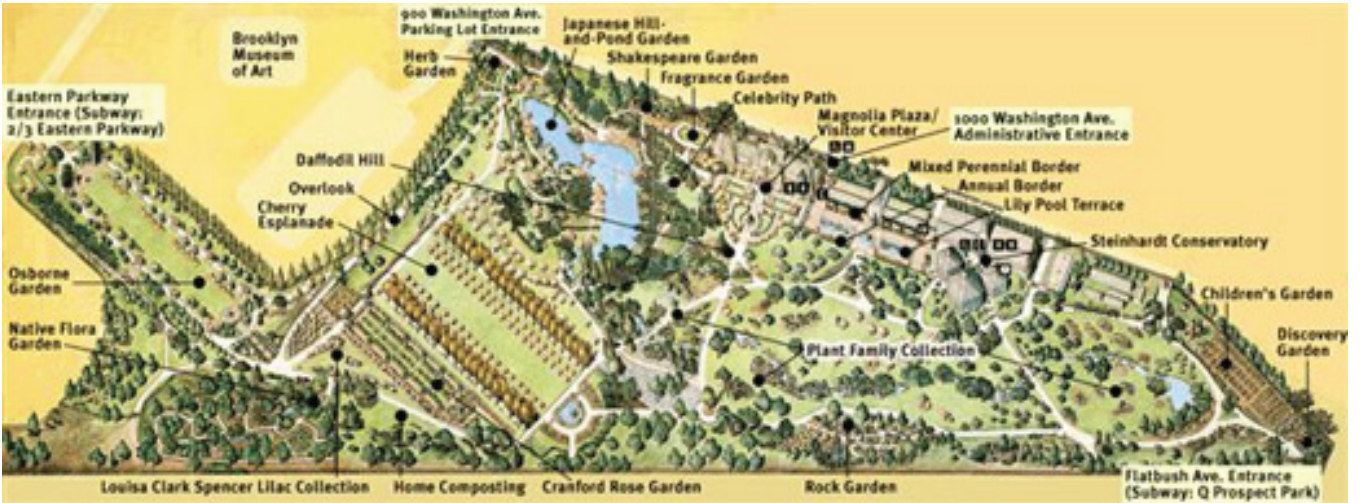 900 Washington Ave.
Parking Lot Entrance
Japanese Hill-
and-Pond Garden
Brooklyn
Museum
of Art
Herb
Garden
Shakespeare Garden
Fragrance Garden
Celebrity Path
Eastern Parkway
Entrance (Subway:
2/3 Eastern Parkway)
Magnolia Plaza/
Visitor Center
1000 Washington Ave.
Administrative Entrance
Daffodil Hill
Mixed Perennial Border
Overlook
Annual Border
Cherry
Esplanade
Lily Pool Terrace
Steinhardt Conservatory
Osborne
Garden
Children's Garden
Native Flora
Garden
Discovery
Garden
Plant Family Collection
Louisa Clark Spencer Lilac Collection
Home Composting
Cranford Rose Garden
Rock Garden
Flatbush Ave. Entrance
(Subway: Q Prospect Park)